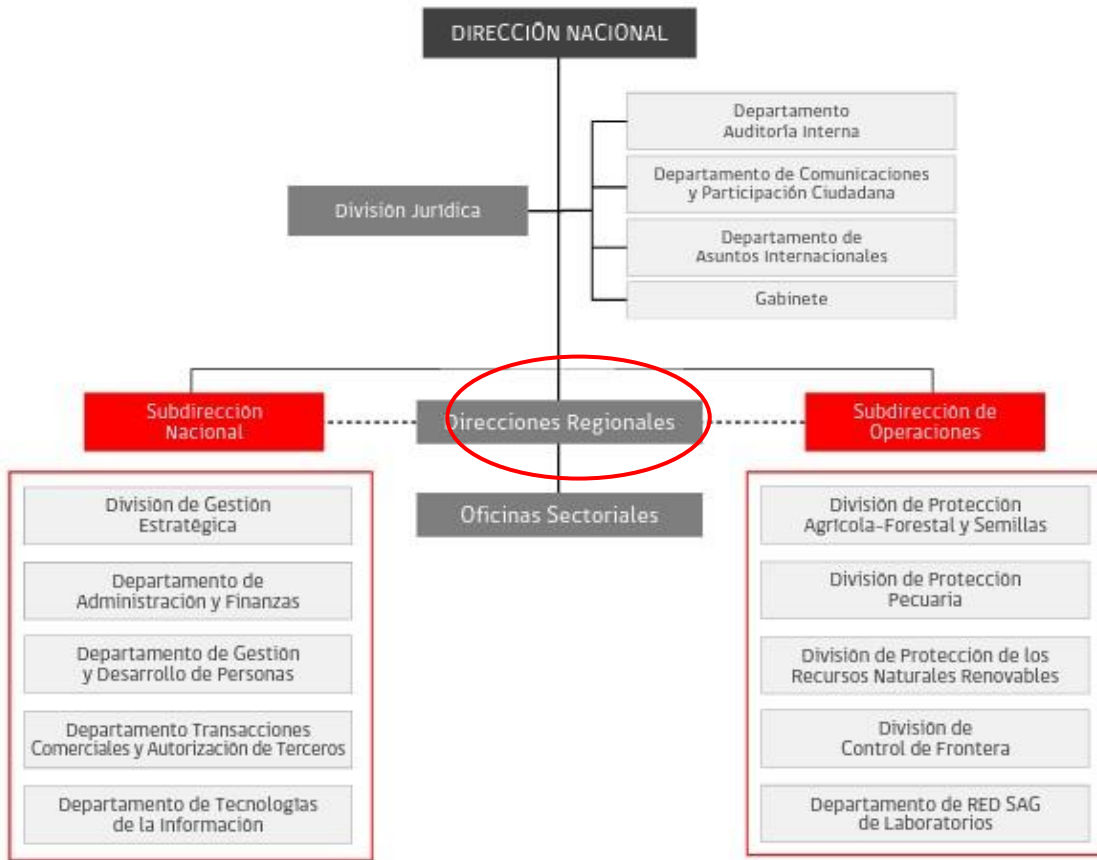 DIRECCIÓN NACIONAL
Departamento
Auditoría Interna
Departamento de Comunicaciones
y Participación Ciudadana
División Jurídica
Departamento de
Asuntos Internacionales
Gabinete
Subdirección
Nacional
Direcciones Regionales
Subdirección de
Operaciones
Oficinas Sectoriales
División de Gestión
Estratégica
Departamento de
Administración y Finanzas
Departamento de Gestión
y Desarrollo de Personas
Departamento Transacciones
Comerciales y Autorización de Terceros
Departamento de Tecnologías
de la Información
División de Protección
Agrícola-Forestal y Semillas
División de Protección
Pecuaria
División de Protección de los
Recursos Naturales Renovables
División de
Control de Frontera
Departamento de RED SAG
de Laboratorios